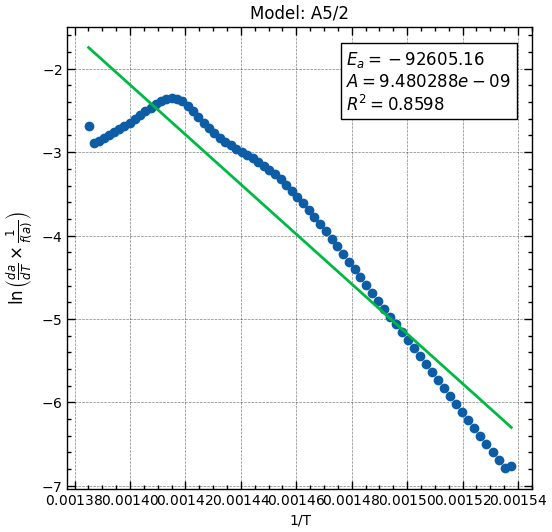 Model: A5/2
E_a = −92605.16
A = 9.480288e − 09
R² = 0.8598
ln(da/dT × 1/f(a))
−2
−3
−4
−5
−6
−7
0.00138 0.00140 0.00142 0.00144 0.00146 0.00148 0.00150 0.00152 0.00154
1/T